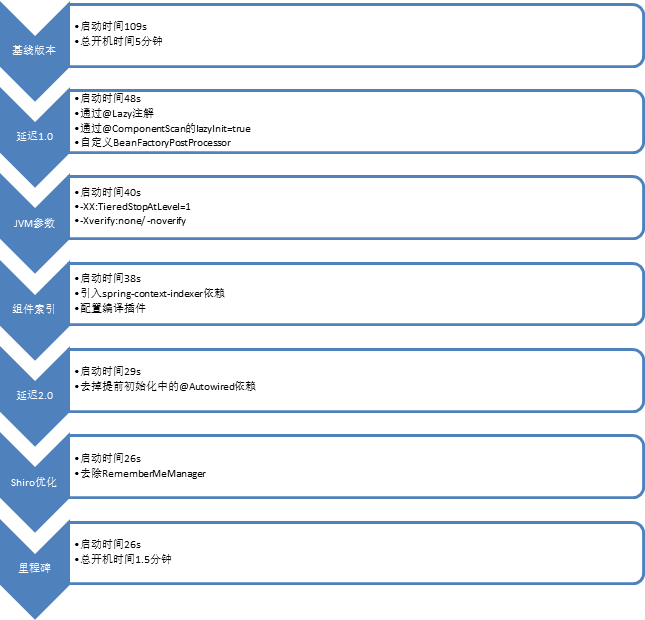 基线版本
•启动时间109s
•总开机时间5分钟
延迟1.0
•启动时间48s
•通过@Lazy注解
•通过@ComponentScan的lazyInit=true
•自定义BeanFactoryPostProcessor
JVM参数
•启动时间40s
•-XX:TieredStopAtLevel=1
•-Xverify:none/ -noverify
组件索引
•启动时间38s
•引入spring-context-indexer依赖
•配置编译插件
延迟2.0
•启动时间29s
•去掉提前初始化中的@Autowired依赖
Shiro优化
•启动时间26s
•去除RememberMeManager
里程碑
•启动时间26s
•总开机时间1.5分钟